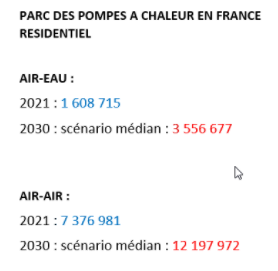 PARC DES POMPES A CHALEUR EN FRANCE
RESIDENTIEL
AIR-EAU :
2021 : 1 608 715
2030 : scénario médian : 3 556 677
AIR-AIR :
2021 : 7 376 981
2030 : scénario médian : 12 197 972